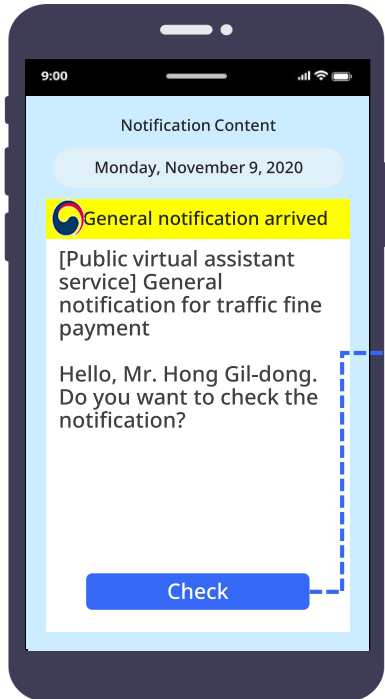 9:00
Notification Content
Monday, November 9, 2020
General notification arrived
[Public virtual assistant
service] General
notification for traffic fine
payment
Hello, Mr. Hong Gil-dong.
Do you want to check the
notification?
Check